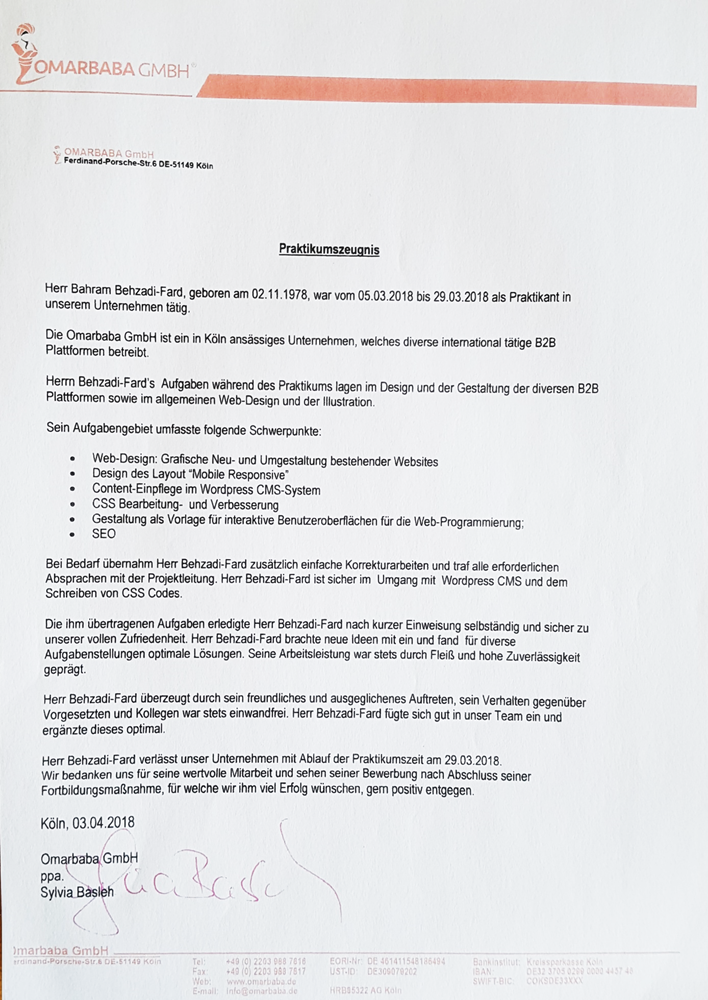 OMARBABA GMBH
OMARBABA GmbH
Ferdinand-Porsche-Str.6 DE-51149 Köln
Praktikumszeugnis
Herr Bahram Behzadi-Fard, geboren am 02.11.1978, war vom 05.03.2018 bis 29.03.2018 als Praktikant in
unserem Unternehmen tätig.
Die Omarbaba GmbH ist ein in Köln ansässiges Unternehmen, welches diverse international tätige B2B
Plattformen betreibt.
Herrn Behzadi-Fard's Aufgaben während des Praktikums lagen im Design und der Gestaltung der diversen B2B
Plattformen sowie im allgemeinen Web-Design und der Illustration.
Sein Aufgabengebiet umfasste folgende Schwerpunkte:
• Web-Design: Grafische Neu- und Umgestaltung bestehender Websites
• Design des Layout “Mobile Responsive”
• Content-Einpflege im Wordpress CMS-System
• CSS Bearbeitung- und Verbesserung
• Gestaltung als Vorlage für interaktive Benutzeroberflächen für die Web-Programmierung;
• SEO
Bei Bedarf übernahm Herr Behzadi-Fard zusätzlich einfache Korrekturarbeiten und traf alle erforderlichen
Absprachen mit der Projektleitung. Herr Behzadi-Fard ist sicher im Umgang mit Wordpress CMS und dem
Schreiben von CSS Codes.
Die ihm übertragenen Aufgaben erledigte Herr Behzadi-Fard nach kurzer Einweisung selbständig und sicher zu
unserer vollen Zufriedenheit. Herr Behzadi-Fard brachte neue Ideen mit ein und fand für diverse
Aufgabenstellungen optimale Lösungen. Seine Arbeitsleistung war stets durch Fleiß und hohe Zuverlässigkeit
geprägt.
Herr Behzadi-Fard überzeugt durch sein freundliches und ausgeglichenes Auftreten, sein Verhalten gegenüber
Vorgesetzten und Kollegen war stets einwandfrei. Herr Behzadi-Fard fügte sich gut in unser Team ein und
ergänzte dieses optimal.
Herr Behzadi-Fard verlässt unser Unternehmen mit Ablauf der Praktikumszeit am 29.03.2018.
Wir bedanken uns für seine wertvolle Mitarbeit und sehen seiner Bewerbung nach Abschluss seiner
Fortbildungsmaßnahme, für welche wir ihm viel Erfolg wünschen, gern positiv entgegen.
Köln, 03.04.2018
Omarbaba GmbH
ppa.
Sylvia Basleh
Omarbaba GmbH
Ferdinand-Porsche-Str.6 DE-51149 Köln
Tel: +49 (0) 2203 988 7816 EORI-Nr: DE 461411548186494 Bankinstitut: Kreissparkasse Köln
Fax: +49 (0) 2203 988 7817 UST-ID: DE309070202 IBAN:
Web: www.omarbaba.de SWIFT-BIC: COKSDE33XXX
E-mail: info@omarbaba.de HRB85322 AG Köln